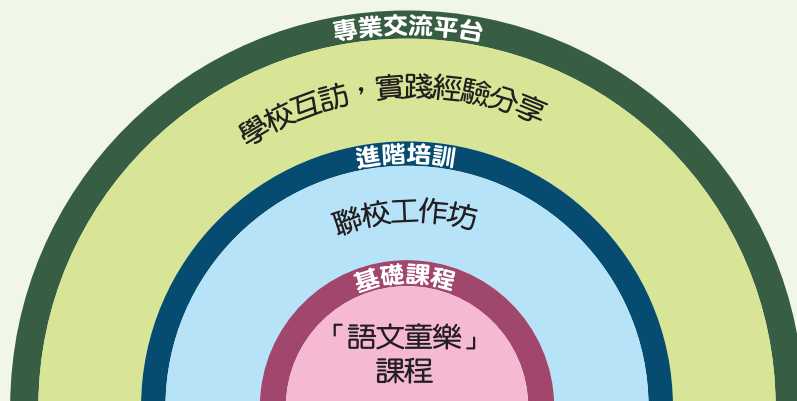 專業交流平台
學校互訪，實踐經驗分享
進階培訓
聯校工作坊
基礎課程
「語文童樂」
課程